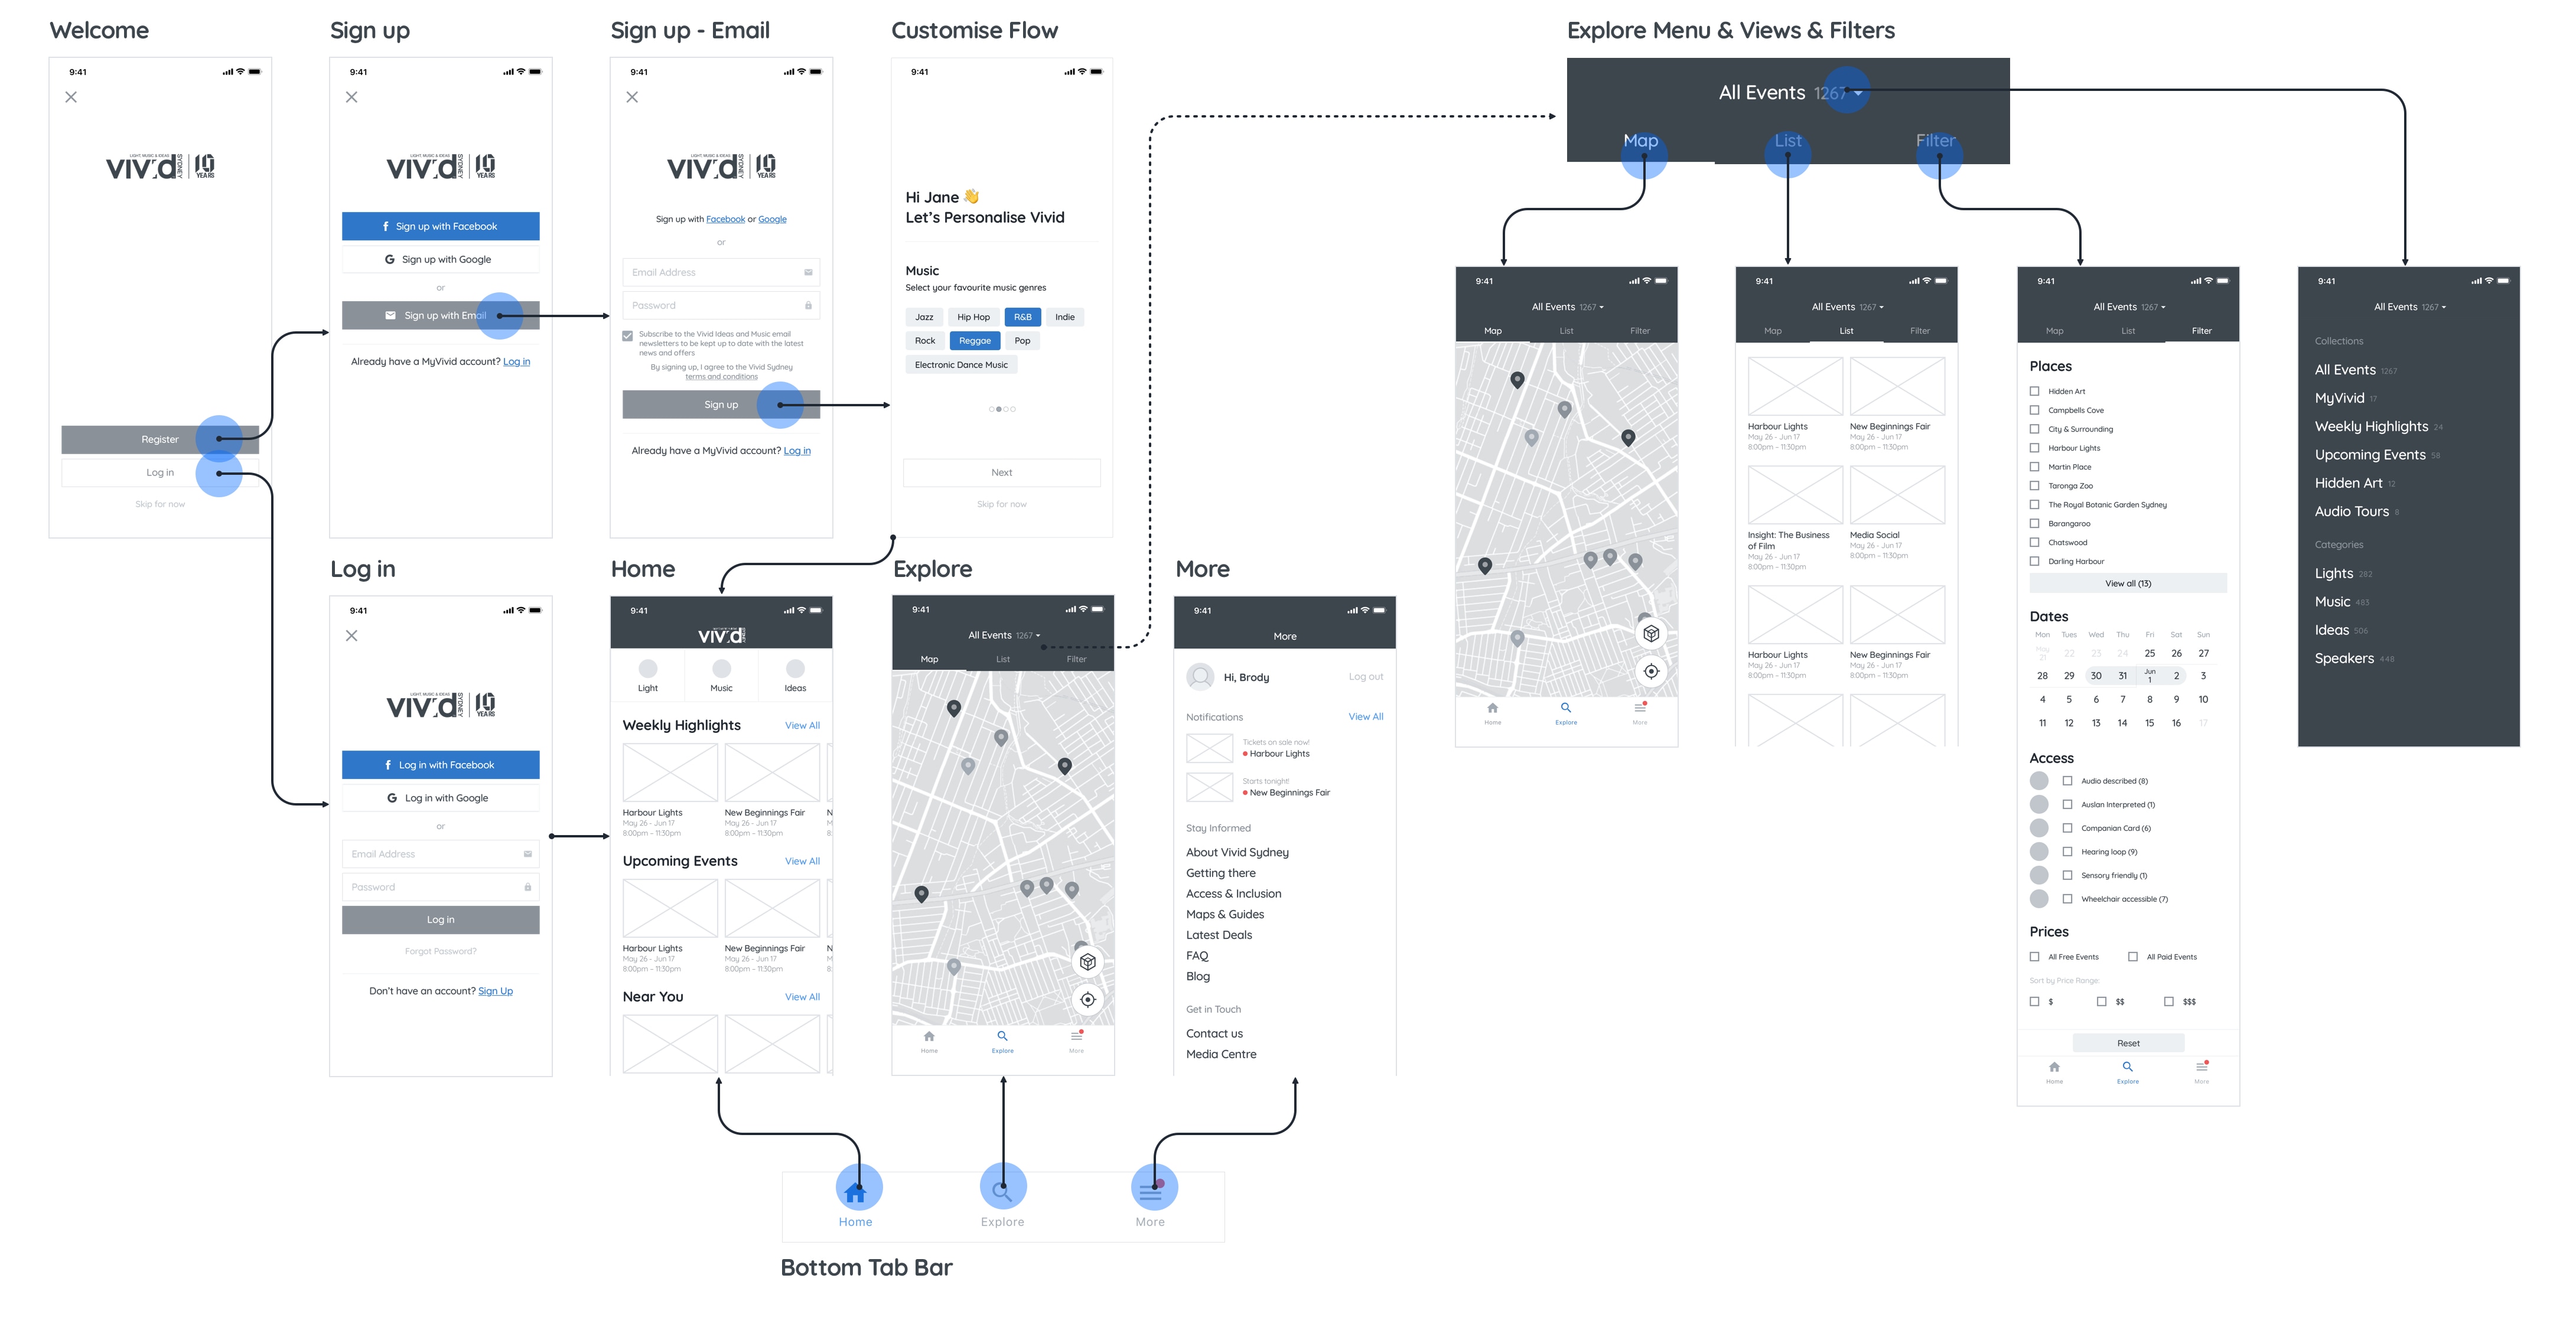 Welcome
9:41
LIGHT, MUSIC & IDEAS
VIVID SYDNEY 10 YEARS
Register
Log in
Skip for now
Sign up
9:41
LIGHT, MUSIC & IDEAS
VIVID SYDNEY 10 YEARS
Sign up with Facebook
Sign up with Google
or
Sign up with Email
Already have a MyVivid account? Log in
Sign up - Email
9:41
LIGHT, MUSIC & IDEAS
VIVID SYDNEY 10 YEARS
Sign up with Facebook or Google
or
Email Address
Password
Subscribe to the Vivid Ideas and Music email
newsletters to be kept up to date with the latest
news and offers
By signing up, I agree to the Vivid Sydney
terms and conditions
Sign up
Already have a MyVivid account? Log in
Customise Flow
9:41
Hi Jane 👋
Let's Personalise Vivid
Music
Select your favourite music genres
Jazz Hip Hop R&B Indie
Rock Reggae Pop
Electronic Dance Music
Next
Skip for now
Log in
9:41
LIGHT, MUSIC & IDEAS
VIVID SYDNEY 10 YEARS
Log in with Facebook
Log in with Google
or
Email Address
Password
Log in
Forgot Password?
Don't have an account? Sign Up
Home
9:41
VIVID SYDNEY
Light Music Ideas
Weekly Highlights View All
Harbour Lights New Beginnings Fair N
May 26 - Jun 17 May 26 - Jun 17 M
8:00pm – 11:30pm 8:00pm – 11:30pm 8
Upcoming Events View All
Harbour Lights New Beginnings Fair N
May 26 - Jun 17 May 26 - Jun 17 M
8:00pm – 11:30pm 8:00pm – 11:30pm 8
Near You View All
Explore
9:41
All Events 1267
Map List Filter
Home Explore More
More
9:41
More
Hi, Brody Log out
Notifications View All
Tickets on sale now!
Harbour Lights
Starts tonight!
New Beginnings Fair
Stay Informed
About Vivid Sydney
Getting there
Access & Inclusion
Maps & Guides
Latest Deals
FAQ
Blog
Get in Touch
Contact us
Media Centre
Home Explore More
Bottom Tab Bar
Explore Menu & Views & Filters
All Events 1267
Map List Filter
9:41
All Events 1267
Map List Filter
Home Explore More
9:41
All Events 1267
Map List Filter
Harbour Lights New Beginnings Fair
May 26 - Jun 17 May 26 - Jun 17
8:00pm – 11:30pm 8:00pm – 11:30pm
Insight: The Business Media Social
of Film May 26 - Jun 17
May 26 - Jun 17 8:00pm – 11:30pm
8:00pm – 11:30pm
Harbour Lights New Beginnings Fair
May 26 - Jun 17 May 26 - Jun 17
8:00pm – 11:30pm 8:00pm – 11:30pm
9:41
All Events 1267
Map List Filter
Places
Hidden Art
Campbells Cove
City & Surrounding
Harbour Lights
Martin Place
Taronga Zoo
The Royal Botanic Garden Sydney
Barangaroo
Chatswood
Darling Harbour
View all (13)
Dates
Mon Tues Wed Thu Fri Sat Sun
May
21 22 23 24 25 26 27
28 29 30 31 Jun 1 2 3
4 5 6 7 8 9 10
11 12 13 14 15 16 17
Access
Audio described (8)
Auslan Interpreted (1)
Companian Card (6)
Hearing loop (9)
Sensory friendly (1)
Wheelchair accessible (7)
Prices
All Free Events All Paid Events
Sort by Price Range:
$ $$ $$$
Reset
Home Explore More
9:41
All Events 1267
Collections
All Events 1267
MyVivid 17
Weekly Highlights 24
Upcoming Events 58
Hidden Art 12
Audio Tours 8
Categories
Lights 282
Music 483
Ideas 506
Speakers 448